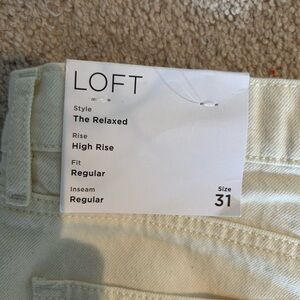 LOFT
Style
The Relaxed
Rise
High Rise
Fit
Regular
Inseam
Regular
Size
31